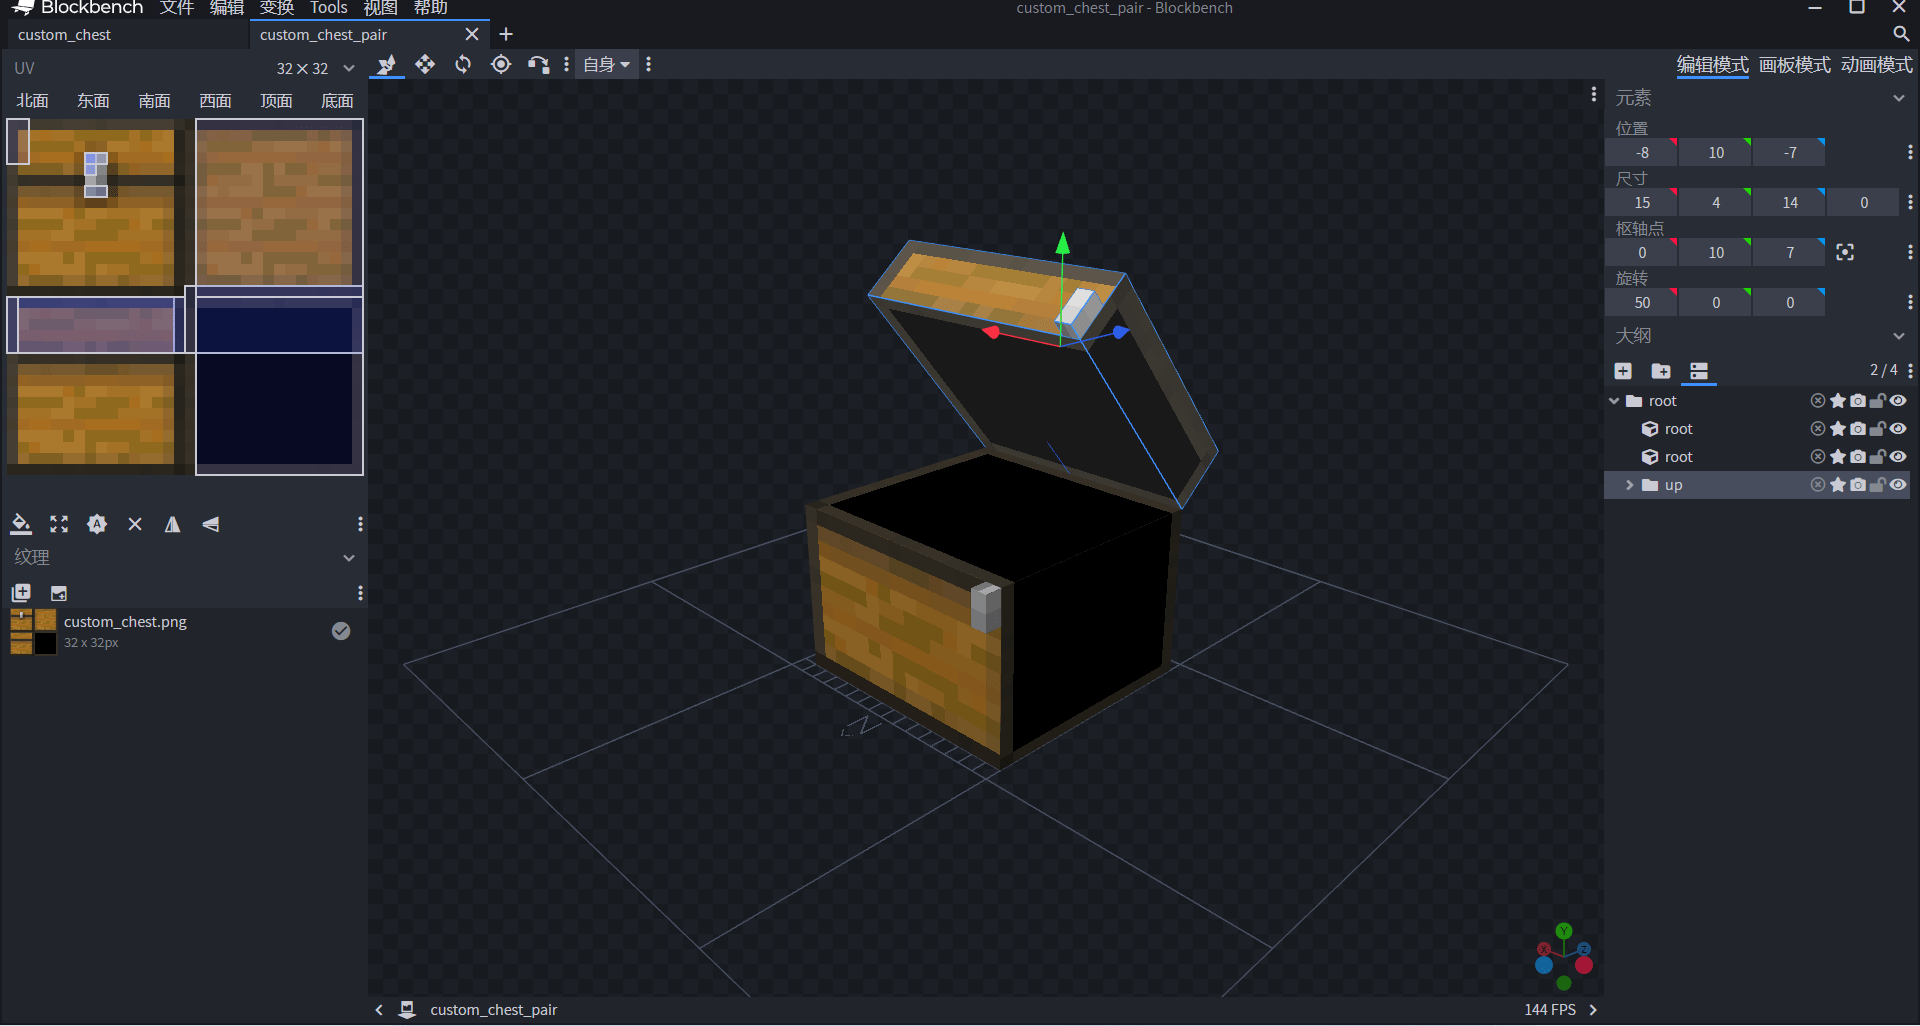 Blockbench 文件 编辑 变换 Tools 视图 帮助
custom_chest_pair - Blockbench
custom_chest
custom_chest_pair
UV
32 × 32
自身
编辑模式 画板模式 动画模式
北面 东面 南面 西面 顶面 底面
元素
位置
-8 10 -7
尺寸
15 4 14 0
枢轴点
0 10 7
旋转
50 0 0
大纲
2 / 4
root
root
root
up
纹理
custom_chest.png
32 x 32px
N
Y
X
Z
custom_chest_pair
144 FPS